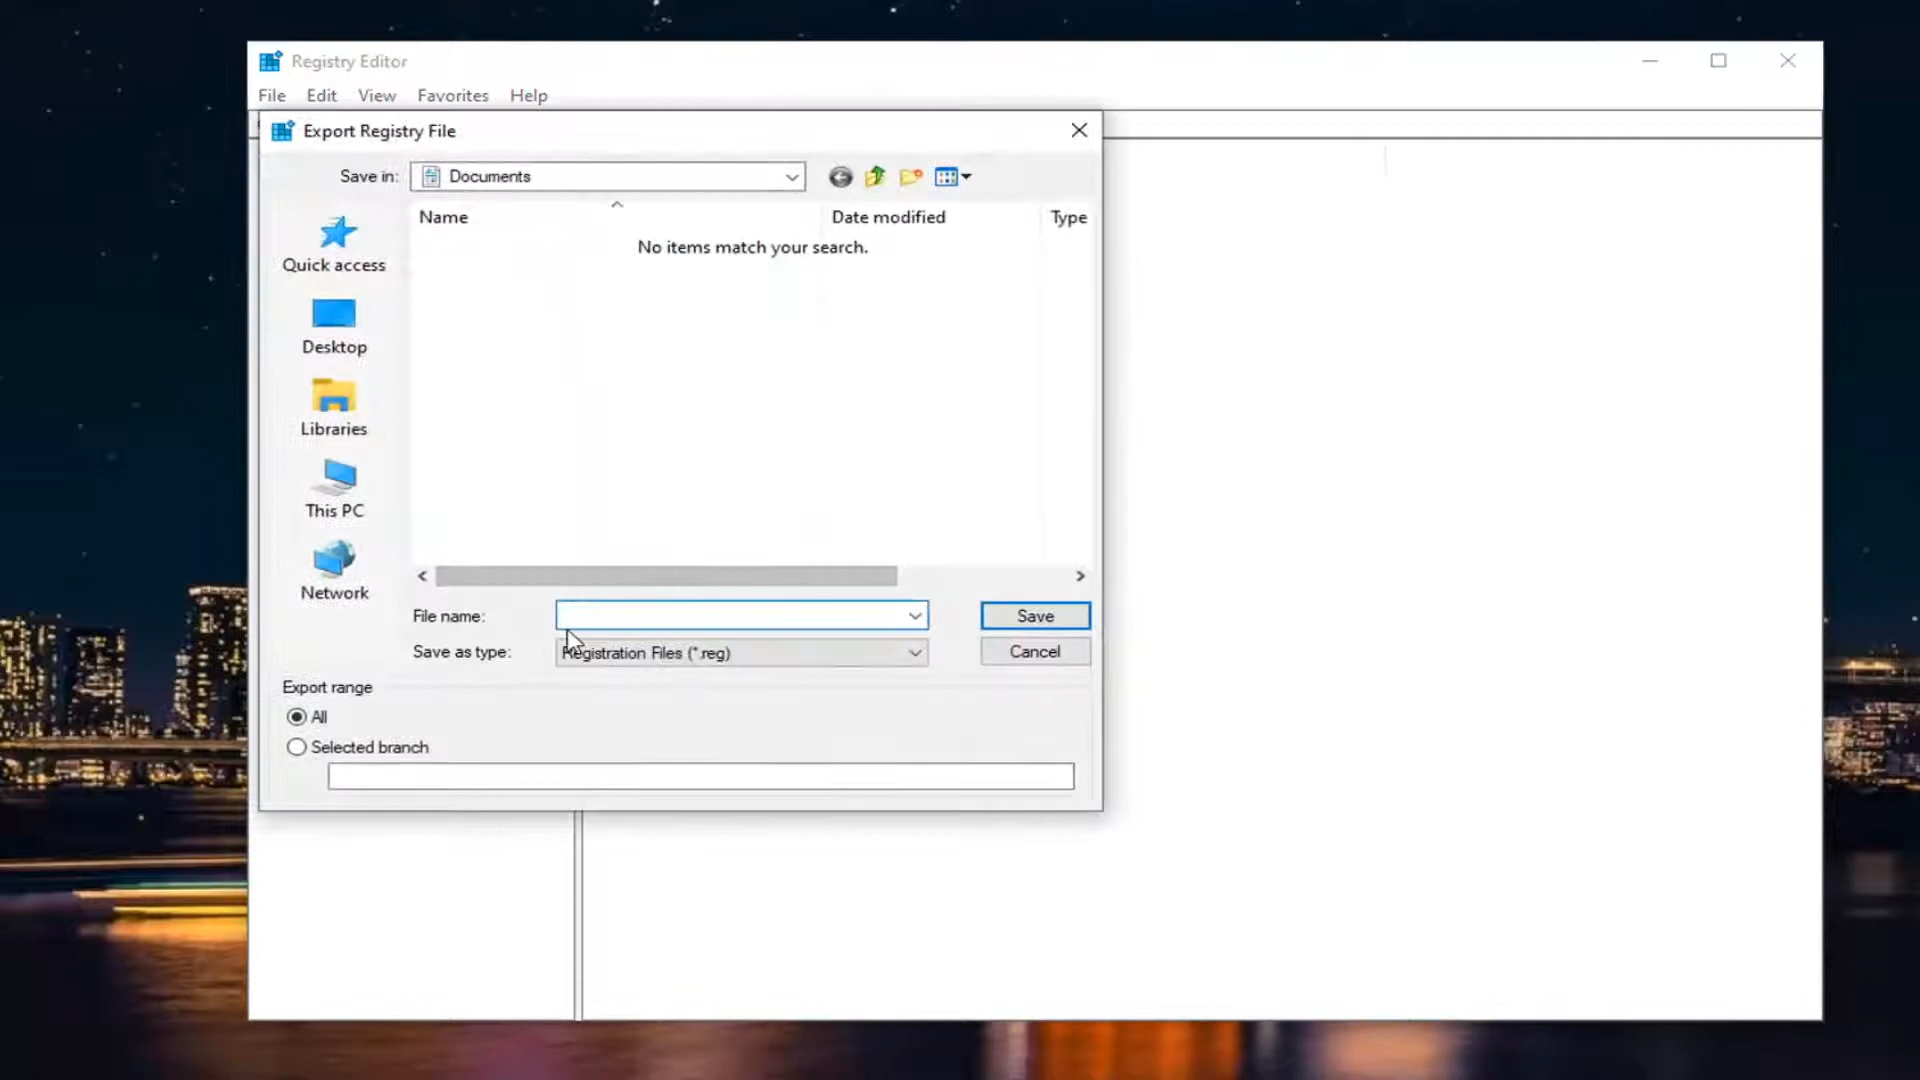 Registry Editor
File Edit View Favorites Help
Export Registry File
Save in: Documents
Name Date modified Type
No items match your search.
Quick access
Desktop
Libraries
This PC
Network
File name: Save
Save as type: Registration Files (*.reg) Cancel
Export range
All
Selected branch